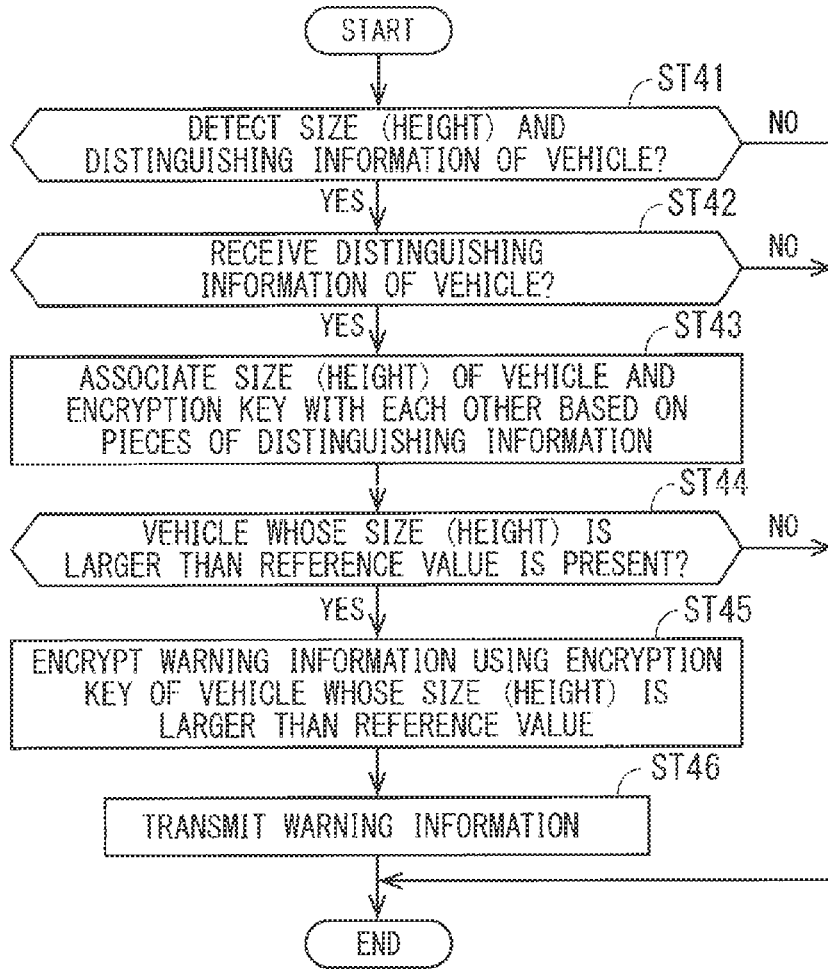 START
ST41
DETECT SIZE (HEIGHT) AND
DISTINGUISHING INFORMATION OF VEHICLE?
NO
YES
ST42
RECEIVE DISTINGUISHING
INFORMATION OF VEHICLE?
NO
YES
ST43
ASSOCIATE SIZE (HEIGHT) OF VEHICLE AND
ENCRYPTION KEY WITH EACH OTHER BASED ON
PIECES OF DISTINGUISHING INFORMATION
ST44
VEHICLE WHOSE SIZE (HEIGHT) IS
LARGER THAN REFERENCE VALUE IS PRESENT?
NO
YES
ST45
ENCRYPT WARNING INFORMATION USING ENCRYPTION
KEY OF VEHICLE WHOSE SIZE (HEIGHT) IS
LARGER THAN REFERENCE VALUE
ST46
TRANSMIT WARNING INFORMATION
END